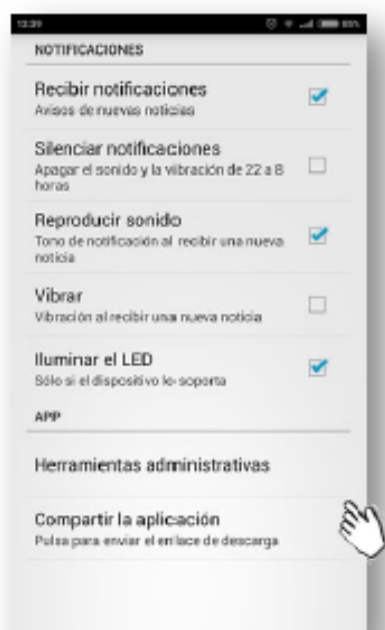 13:39 85%
NOTIFICACIONES
Recibir notificaciones
Avisos de nuevas noticias
Silenciar notificaciones
Apagar el sonido y la vibración de 22 a 8
horas
Reproducir sonido
Tono de notificación al recibir una nueva
noticia
Vibrar
Vibración al recibir una nueva noticia
Iluminar el LED
Sólo si el dispositivo lo soporta
APP
Herramientas administrativas
Compartir la aplicación
Pulsa para enviar el enlace de descarga